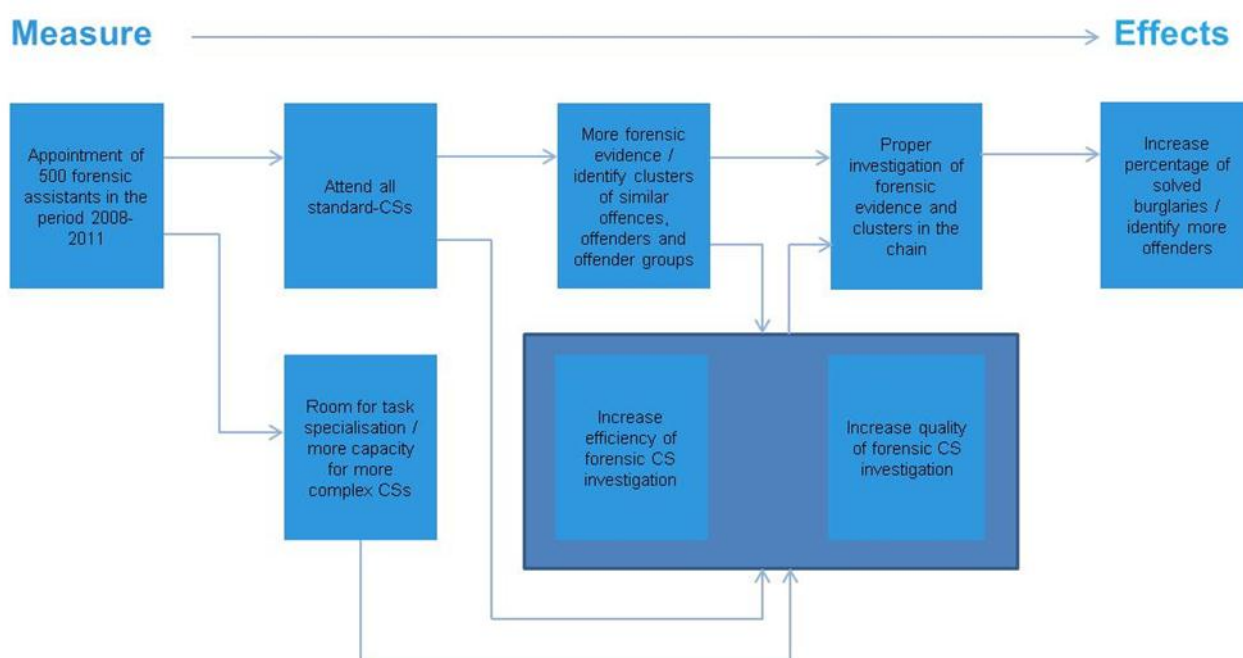 Measure
Effects
Appointment of
500 forensic
assistants in the
period 2008-
2011
Attend all
standard-CSs
More forensic
evidence /
identify clusters
of similar
offences,
offenders and
offender groups
Proper
investigation of
forensic
evidence and
clusters in the
chain
Increase
percentage of
solved
burglaries /
identify more
offenders
Room for task
specialisation /
more capacity
for more
complex CSs
Increase
efficiency of
forensic CS
investigation
Increase quality
of forensic CS
investigation